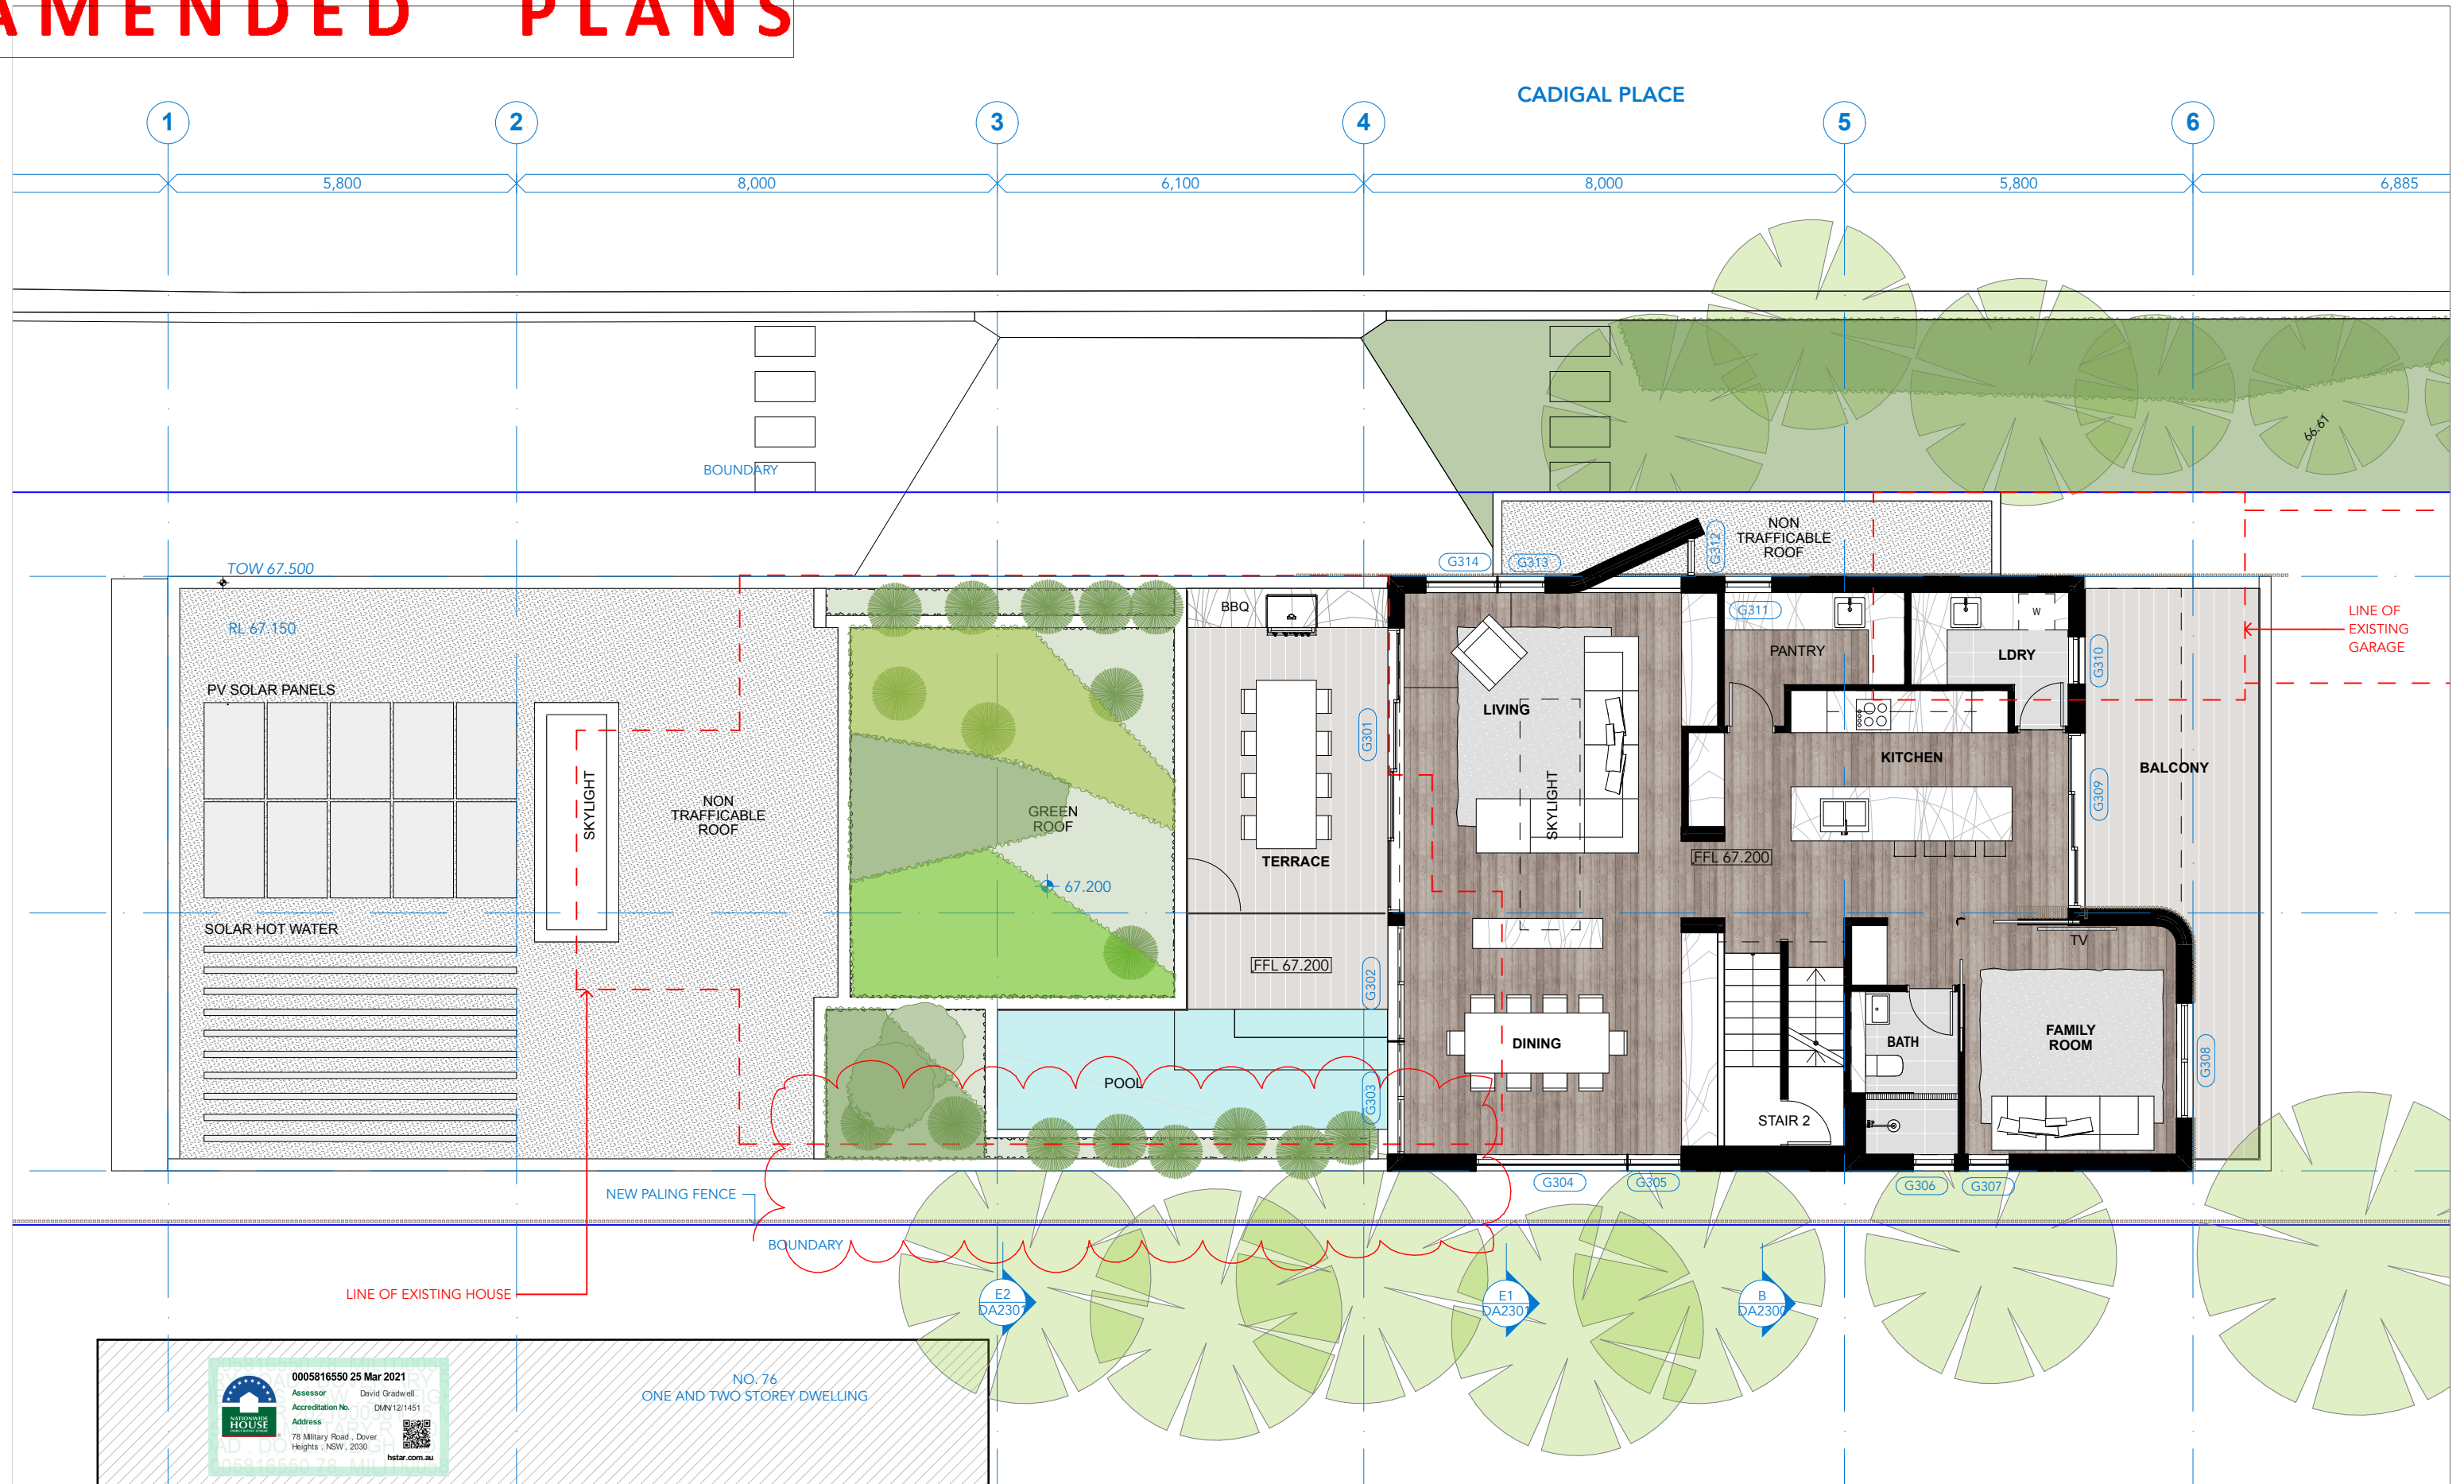 AMENDED PLANS
CADIGAL PLACE
1
2
3
4
5
6
5,800
8,000
6,100
8,000
5,800
6,885
66.61
BOUNDARY
NON
TRAFFICABLE
ROOF
G312
G314
G313
TOW 67.500
RL 67.150
BBQ
G311
W
LINE OF
EXISTING
GARAGE
PANTRY
LDRY
G310
PV SOLAR PANELS
LIVING
G301
KITCHEN
BALCONY
G309
SKYLIGHT
NON
TRAFFICABLE
ROOF
GREEN
ROOF
SKYLIGHT
TERRACE
FFL 67.200
67.200
SOLAR HOT WATER
TV
FFL 67.200
G302
DINING
BATH
FAMILY
ROOM
G308
POOL
G303
STAIR 2
G304
G305
G306
G307
NEW PALING FENCE
BOUNDARY
LINE OF EXISTING HOUSE
E2
DA2301
E1
DA2301
B
DA2300
NO. 76
ONE AND TWO STOREY DWELLING
0005816550 25 Mar 2021
Assessor David Gradwell
Accreditation No. DMN/12/1451
Address
78 Military Road , Dover
Heights , NSW , 2030
hstar.com.au
NATIONWIDE
HOUSE